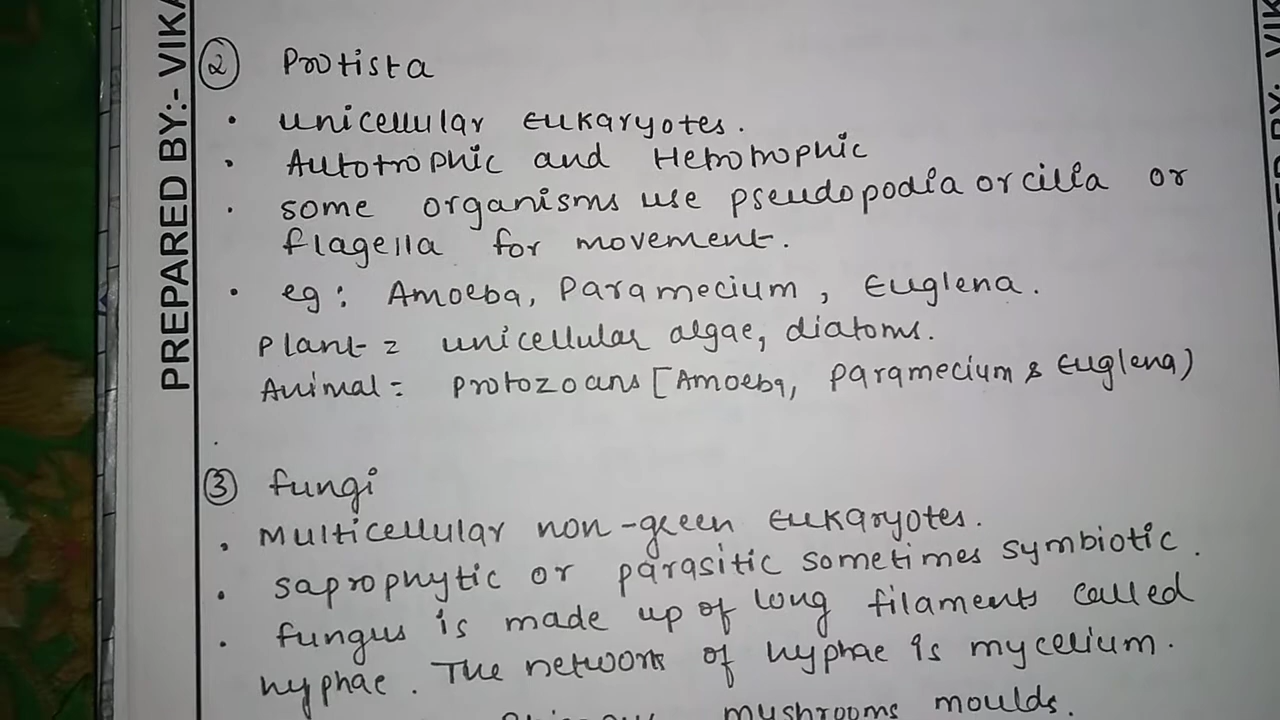 PREPARED BY:- VIKA
② Protista
• unicellular Eukaryotes.
• Autotrophic and Hetrotrophic
• some organisms use pseudopodia or cilia or
flagella for movement.
• eg: Amoeba, Paramecium, Euglena.
Plant = unicellular algae, diatoms.
Animal = Protozoans [Amoeba, Paramecium & Euglena)
③ fungi
• Multicellular non-green Eukaryotes.
• saprophytic or parasitic sometimes symbiotic.
• fungus is made up of long filaments called
hyphae. The network of hyphae is mycelium.
mushrooms moulds.